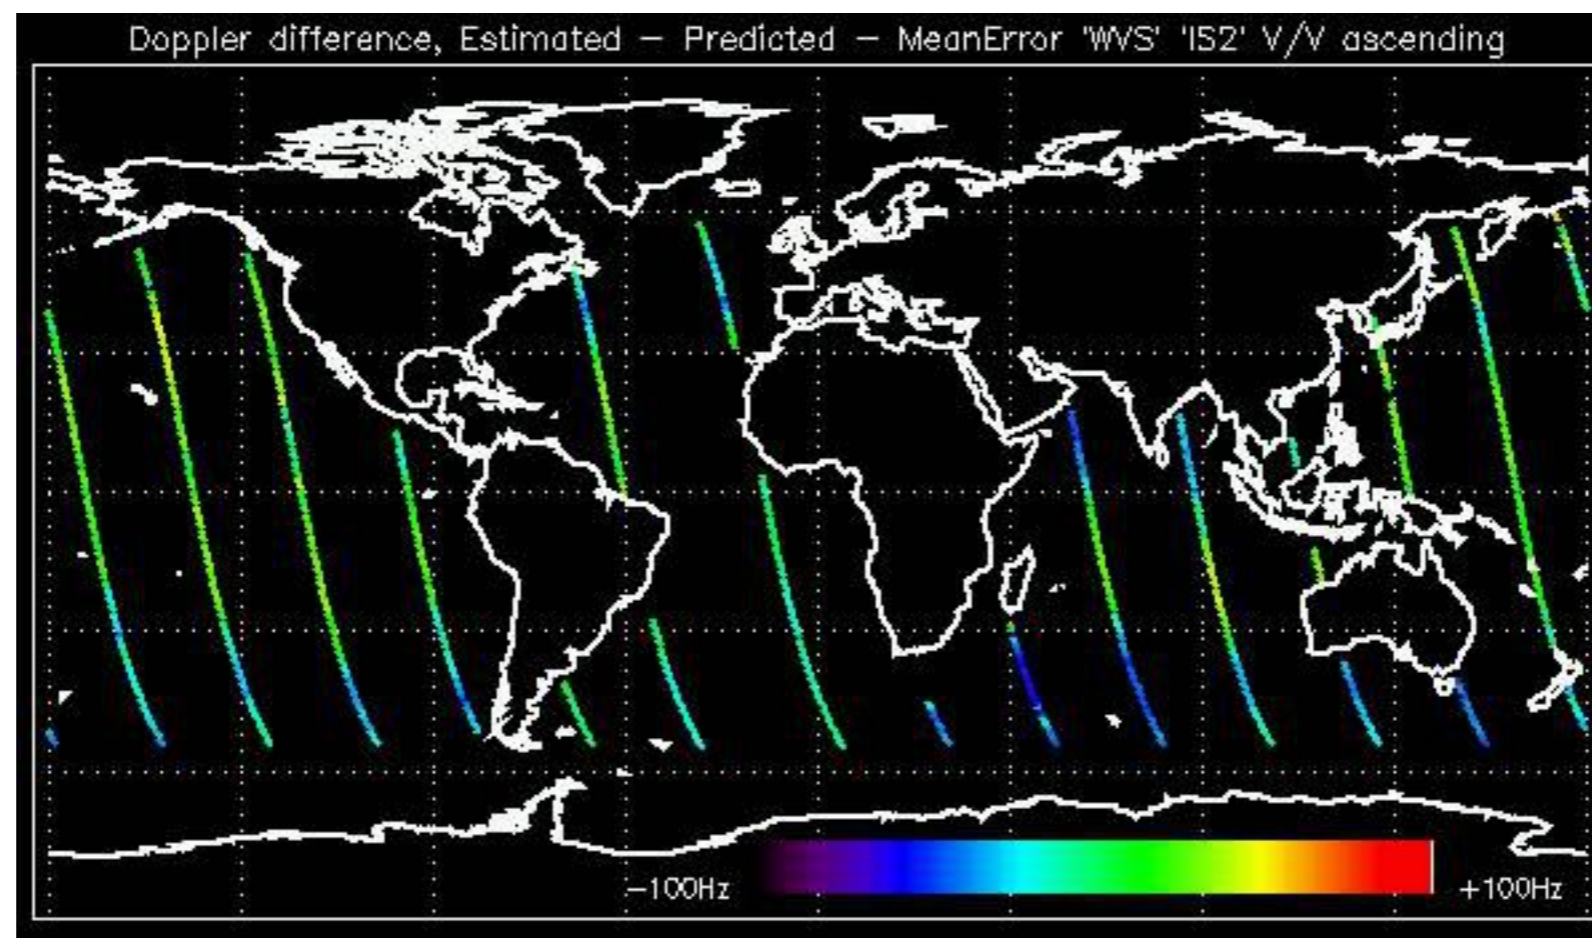 Doppler difference, Estimated - Predicted - MeanError 'WVS' 'IS2' V/V ascending
-100Hz
+100Hz